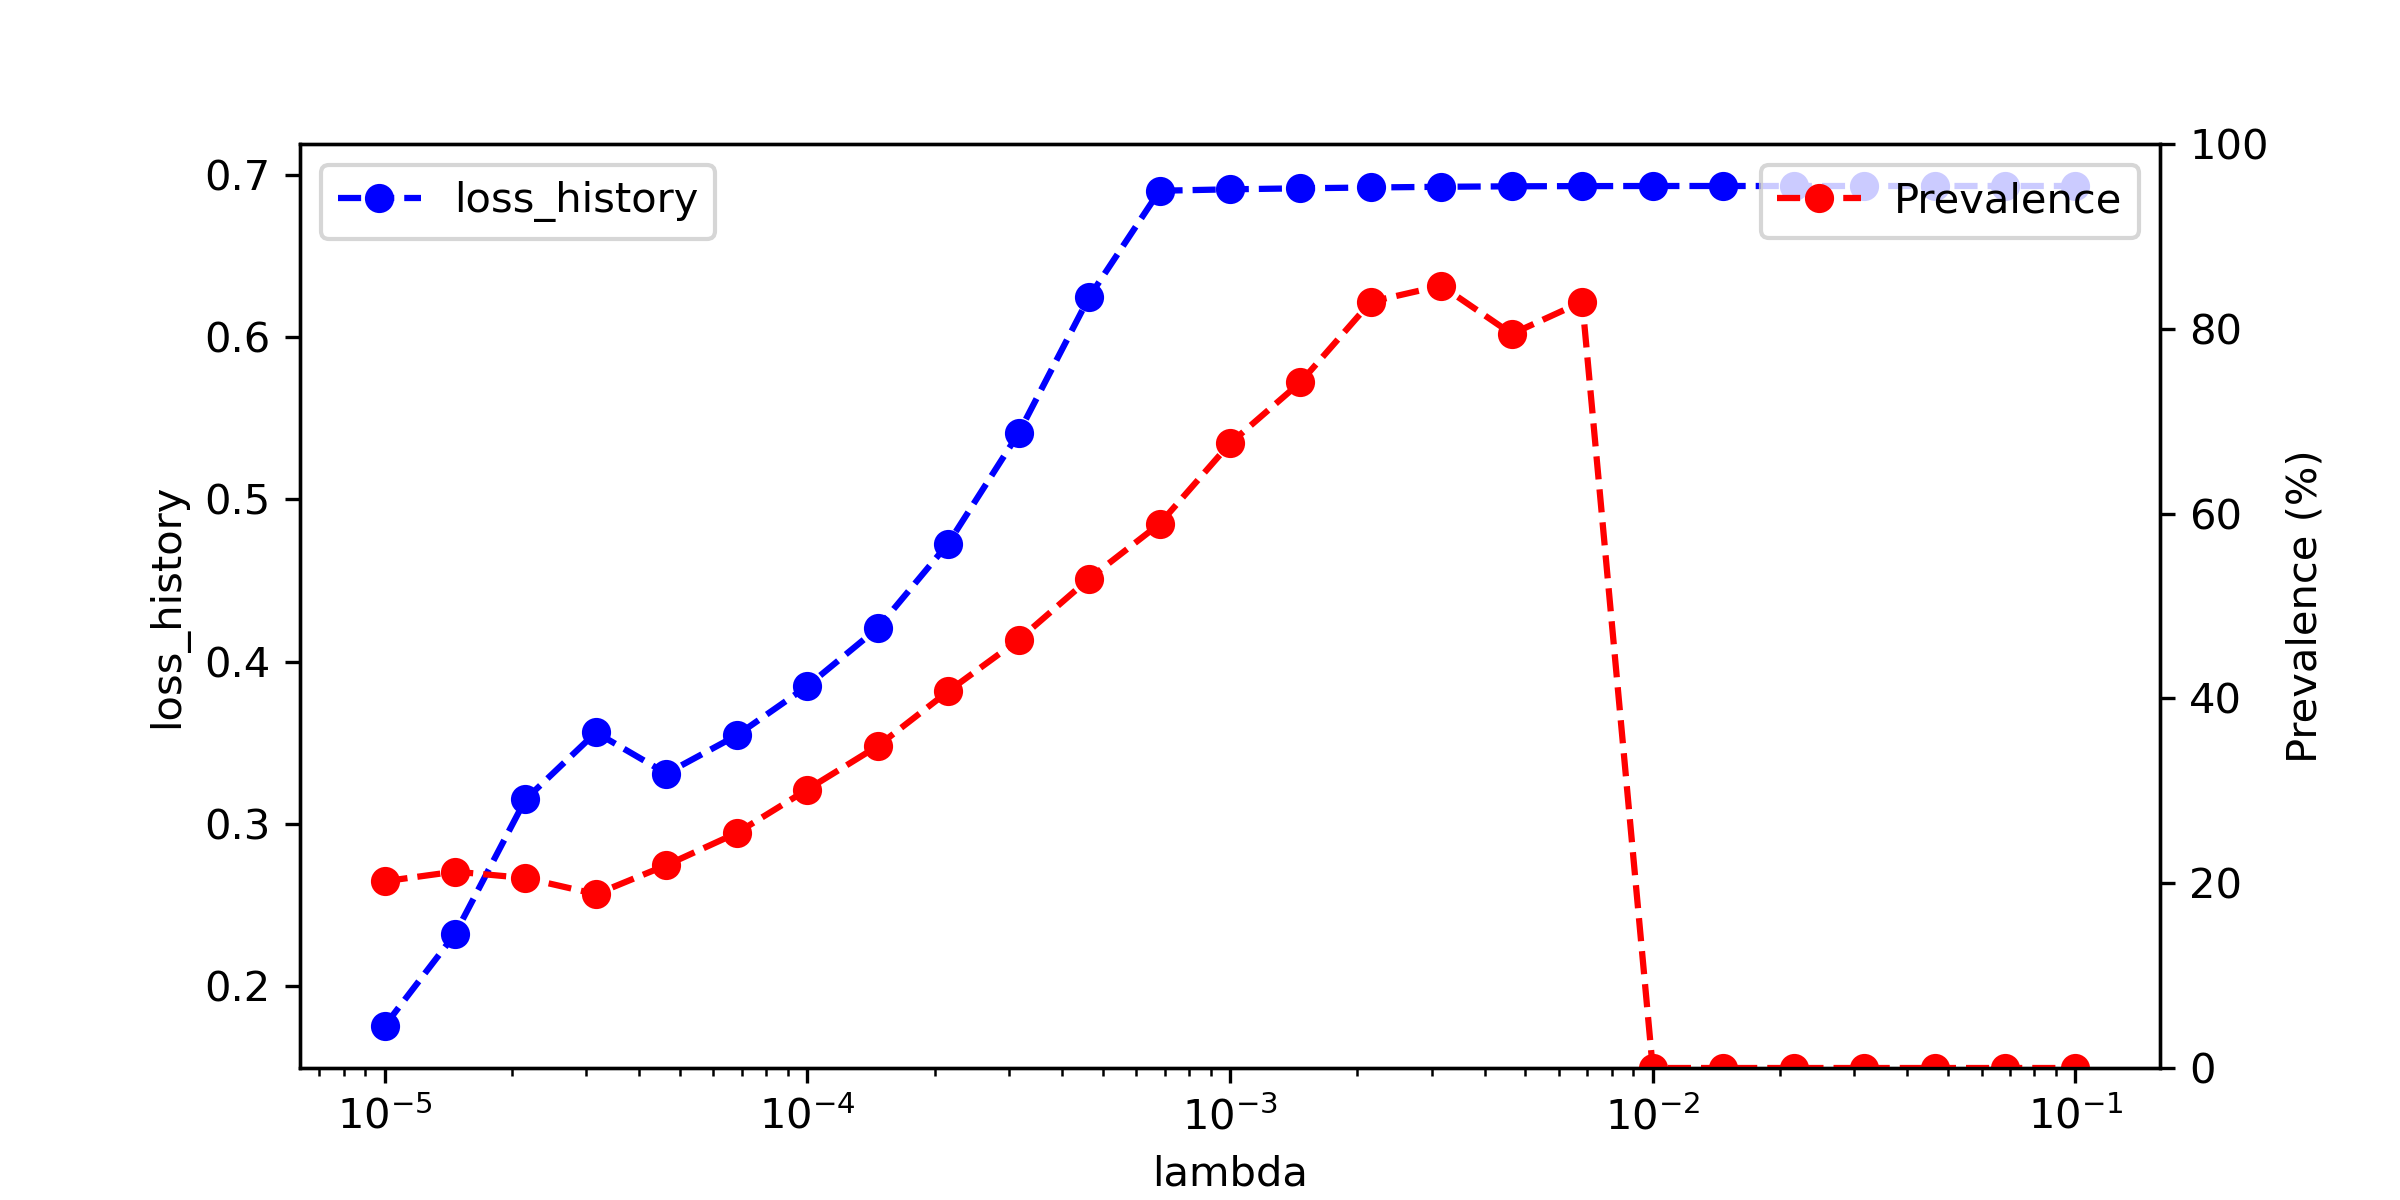 loss_history
Prevalence
0.7
0.6
0.5
0.4
0.3
0.2
loss_history
100
80
60
40
20
0
Prevalence (%)
10⁻⁵ 10⁻⁴ 10⁻³ 10⁻² 10⁻¹
lambda